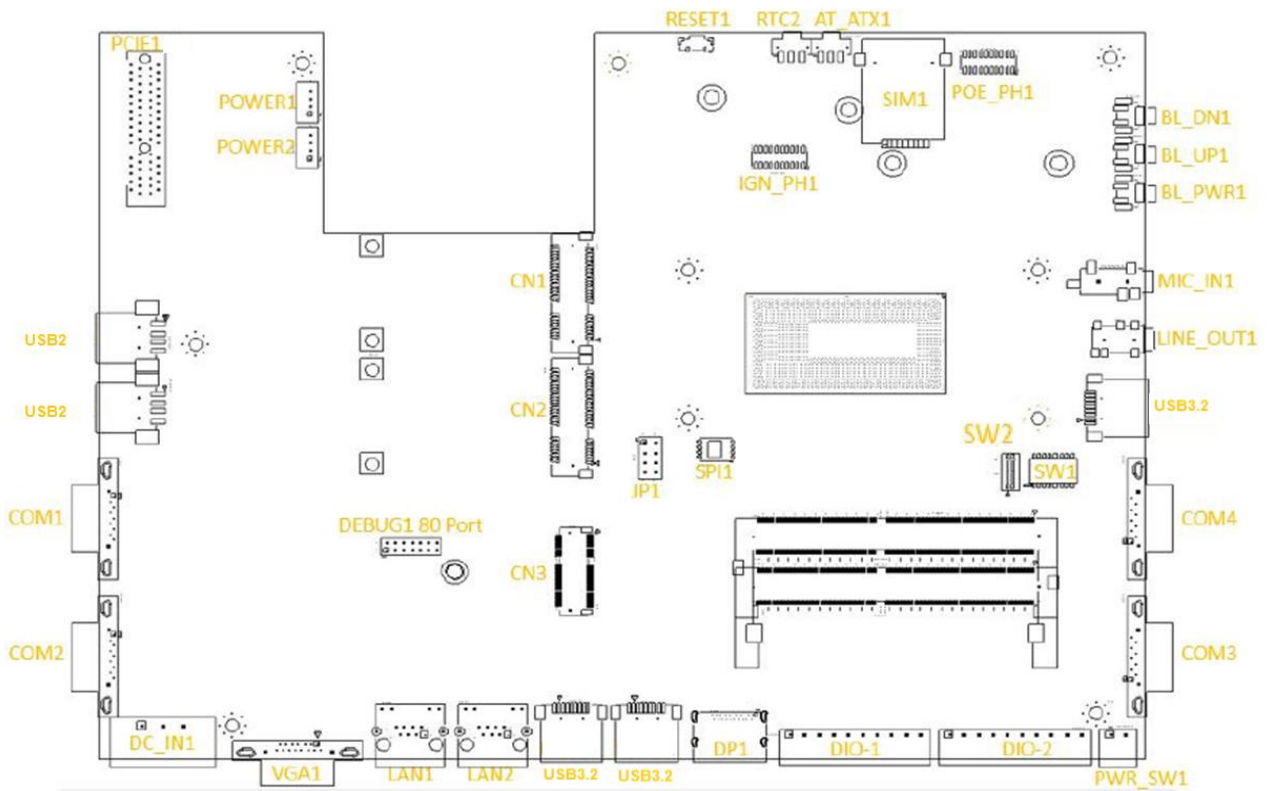 RESET1
RTC2
AT_ATX1
PCIE1
POWER1
POWER2
SIM1
POE_PH1
BL_DN1
BL_UP1
BL_PWR1
IGN_PH1
CN1
MIC_IN1
USB2
LINE_OUT1
USB2
CN2
USB3.2
SW2
JP1
SPI1
SW1
COM1
DEBUG1 80 Port
COM4
CN3
COM2
COM3
DC_IN1
VGA1
LAN1
LAN2
USB3.2
USB3.2
DP1
DIO-1
DIO-2
PWR_SW1